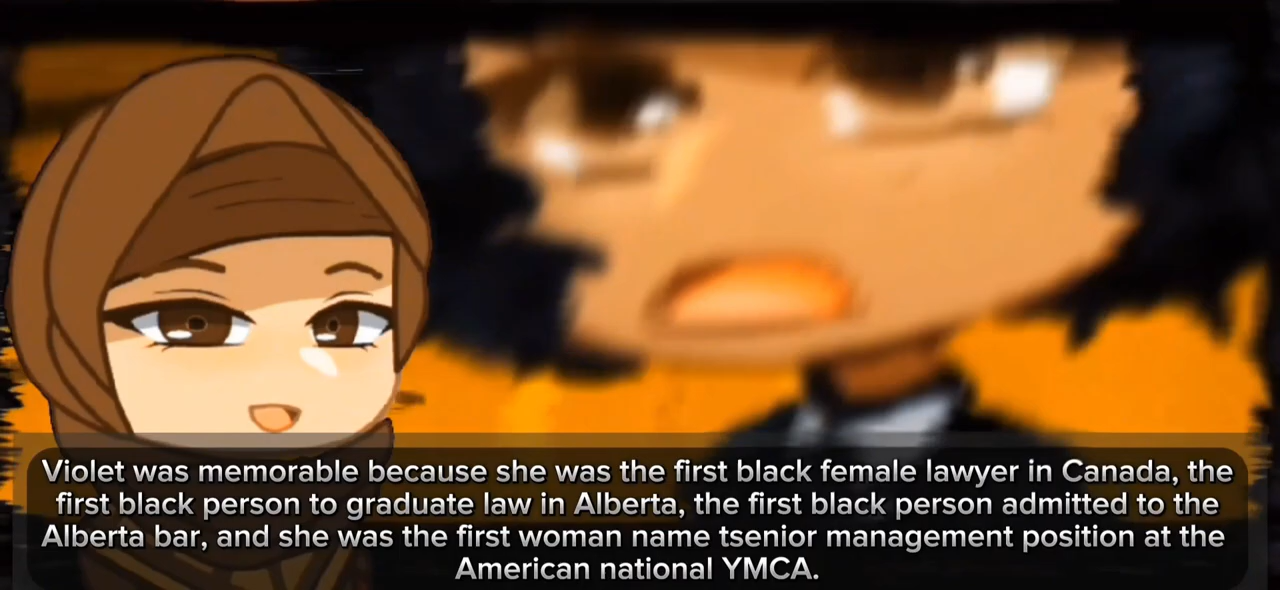 Violet was memorable because she was the first black female lawyer in Canada, the
first black person to graduate law in Alberta, the first black person admitted to the
Alberta bar, and she was the first woman name tsenior management position at the
American national YMCA.